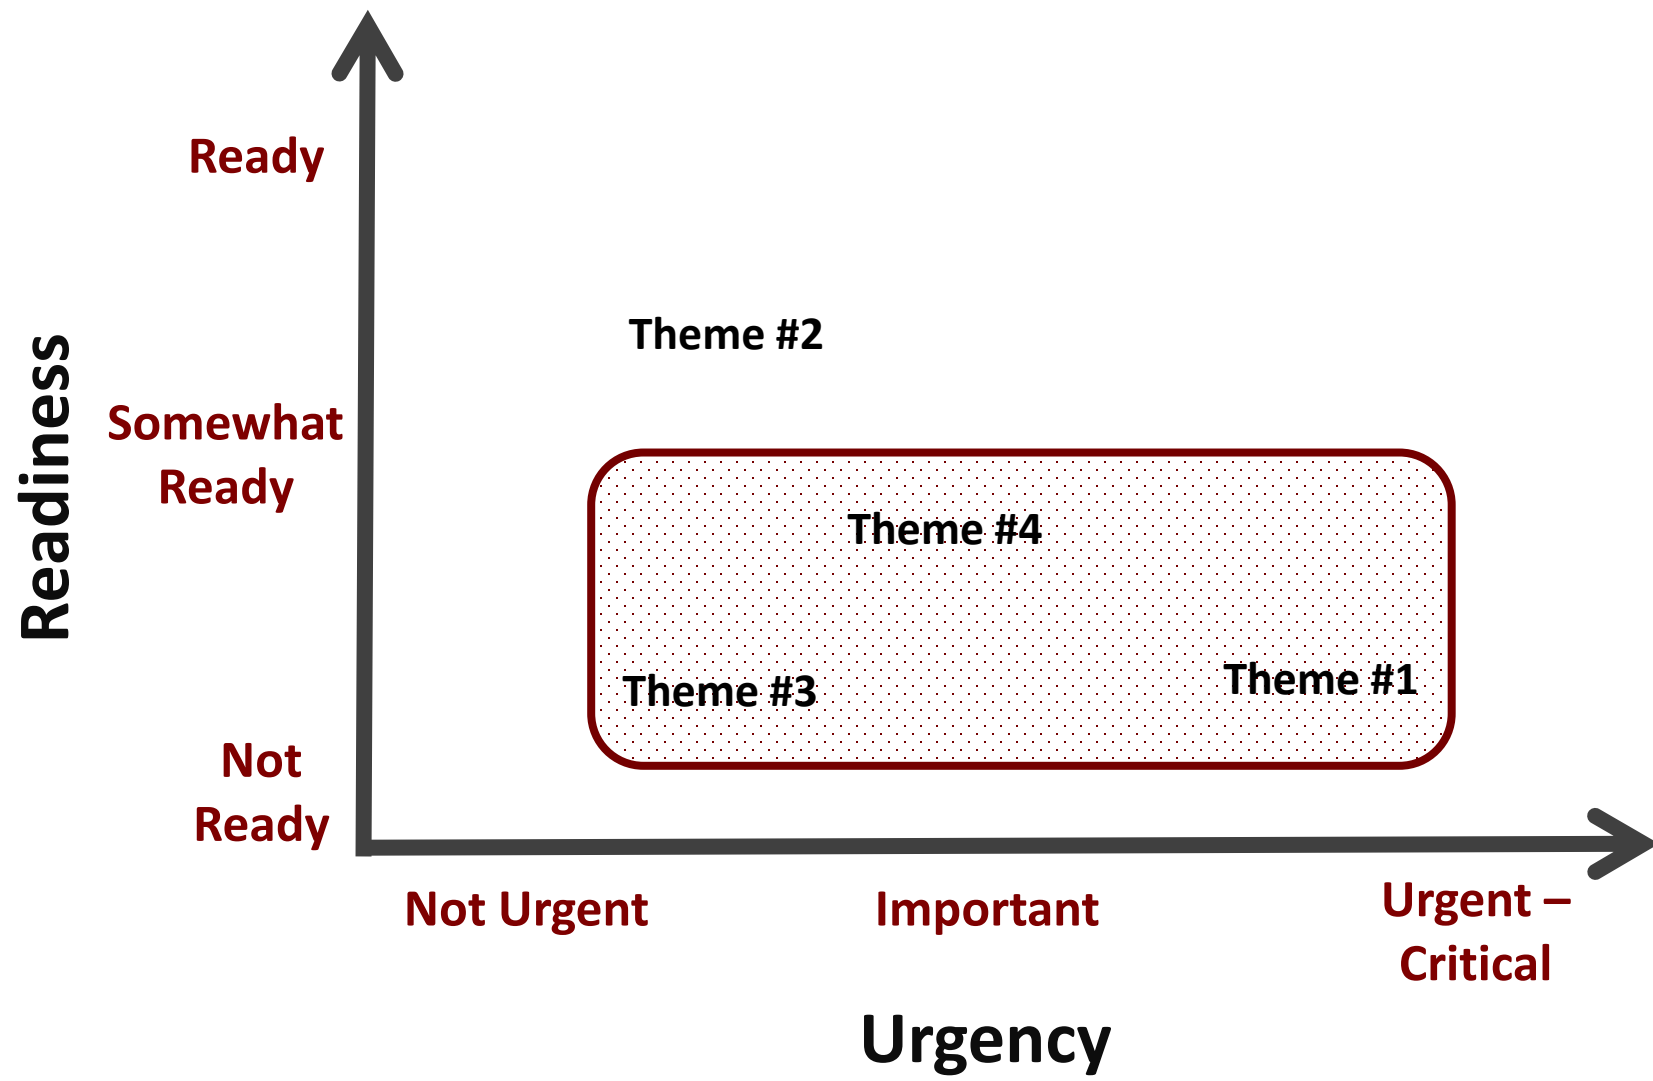 Ready
Theme #2
Readiness
Somewhat
Ready
Theme #4
Theme #1
Theme #3
Not
Ready
Not Urgent
Important
Urgent –
Critical
Urgency